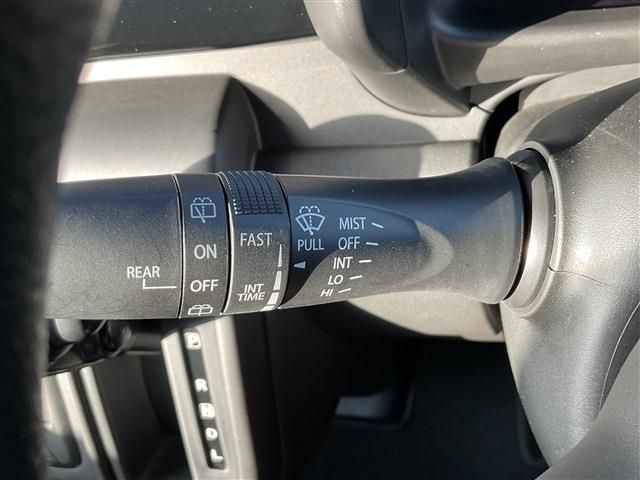 REAR
ON
OFF
FAST
INT
TIME
PULL
MIST
OFF
INT
LO
HI
P
R
N
D
L